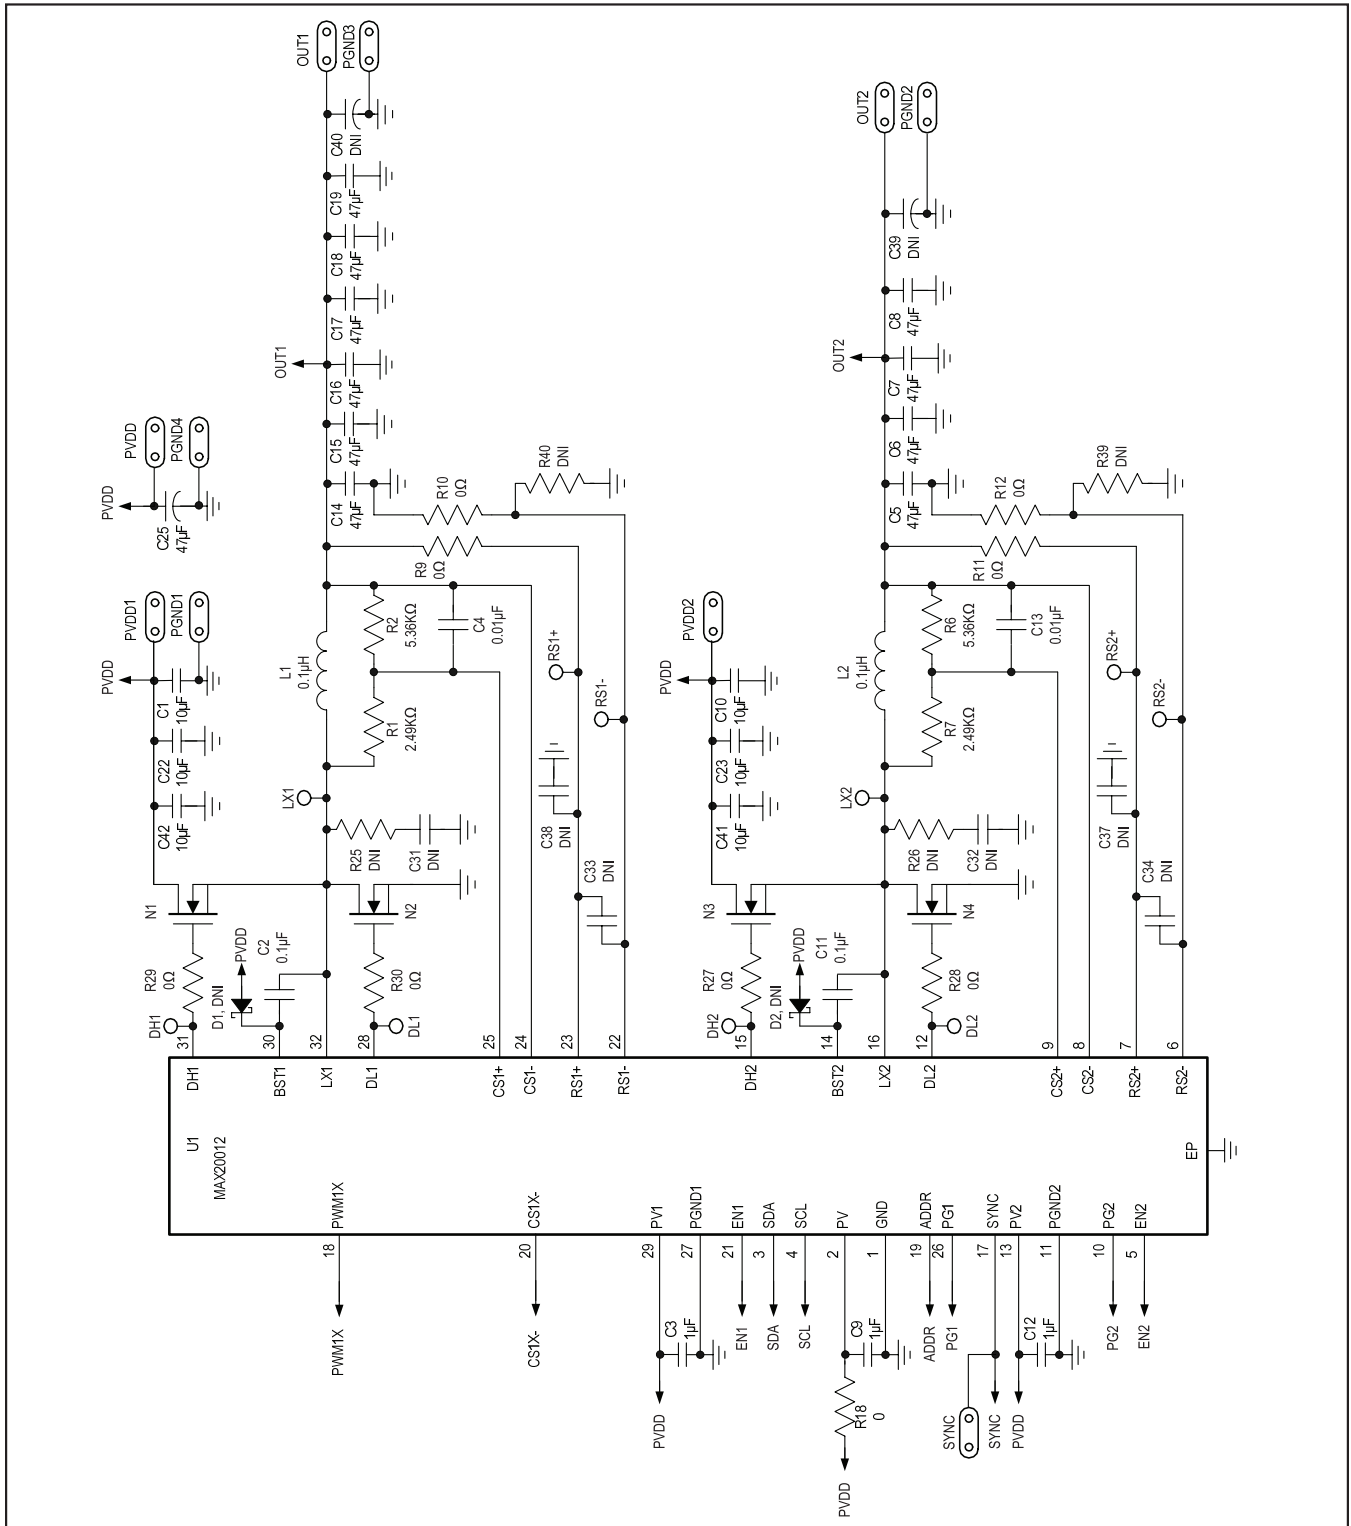 OUT1
PGND3
C40
DNI
C19
47µF
C18
47µF
C17
47µF
OUT1
C16
47µF
C15
47µF
C14
47µF
PVDD
PGND4
PVDD
C25
47µF
R10
0Ω
R40
DNI
R9
0Ω
PVDD1
PGND1
PVDD
C1
10µF
C22
10µF
C42
10µF
L1
0.1µH
R2
5.36KΩ
C4
0.01µF
R1
2.49KΩ
RS1+
RS1-
LX1
R25
DNI
C31
DNI
C38
DNI
C33
DNI
N1
N2
R29
0Ω
D1, DNI
PVDD
C2
0.1µF
R30
0Ω
DH1
DL1
31
30
32
28
25
24
23
22
DH1
BST1
LX1
DL1
CS1+
CS1-
RS1+
RS1-
OUT2
PGND2
C39
DNI
C8
47µF
OUT2
C7
47µF
C6
47µF
C5
47µF
R12
0Ω
R39
DNI
R11
0Ω
PVDD2
PVDD
C10
10µF
C23
10µF
C41
10µF
L2
0.1µH
R6
5.36KΩ
C13
0.01µF
R7
2.49KΩ
RS2+
RS2-
LX2
R26
DNI
C32
DNI
C37
DNI
C34
DNI
N3
N4
R27
0Ω
D2, DNI
PVDD
C11
0.1µF
R28
0Ω
DH2
DL2
15
14
16
12
9
8
7
6
DH2
BST2
LX2
DL2
CS2+
CS2-
RS2+
RS2-
U1
MAX20012
EP
PWM1X
CS1X-
PV1
PGND1
EN1
SDA
SCL
PV
GND
ADDR
PG1
SYNC
PV2
PGND2
PG2
EN2
18
20
29
27
21
3
4
2
1
19
26
17
13
11
10
5
PWM1X
CS1X-
C3
1µF
PVDD
EN1
SDA
SCL
C9
1µF
R18
0
PVDD
ADDR
PG1
SYNC
SYNC
PVDD
C12
1µF
PG2
EN2